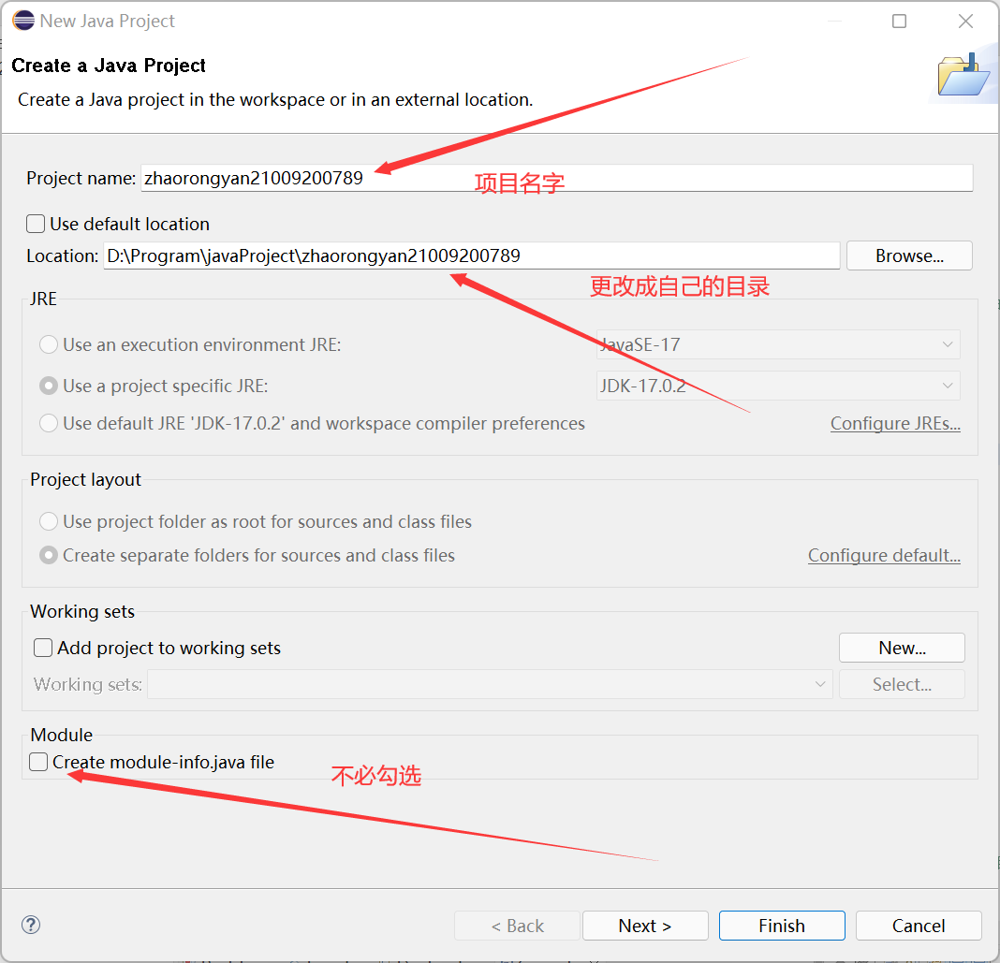 New Java Project
Create a Java Project
Create a Java project in the workspace or in an external location.
Project name: zhaorongyan21009200789
项目名字
Use default location
Location: D:\Program\javaProject\zhaorongyan21009200789 Browse...
更改成自己的目录
JRE
Use an execution environment JRE: JavaSE-17
Use a project specific JRE: JDK-17.0.2
Use default JRE 'JDK-17.0.2' and workspace compiler preferences Configure JREs...
Project layout
Use project folder as root for sources and class files
Create separate folders for sources and class files Configure default...
Working sets
Add project to working sets New...
Working sets: Select...
Module
Create module-info.java file
不必勾选
? < Back Next > Finish Cancel